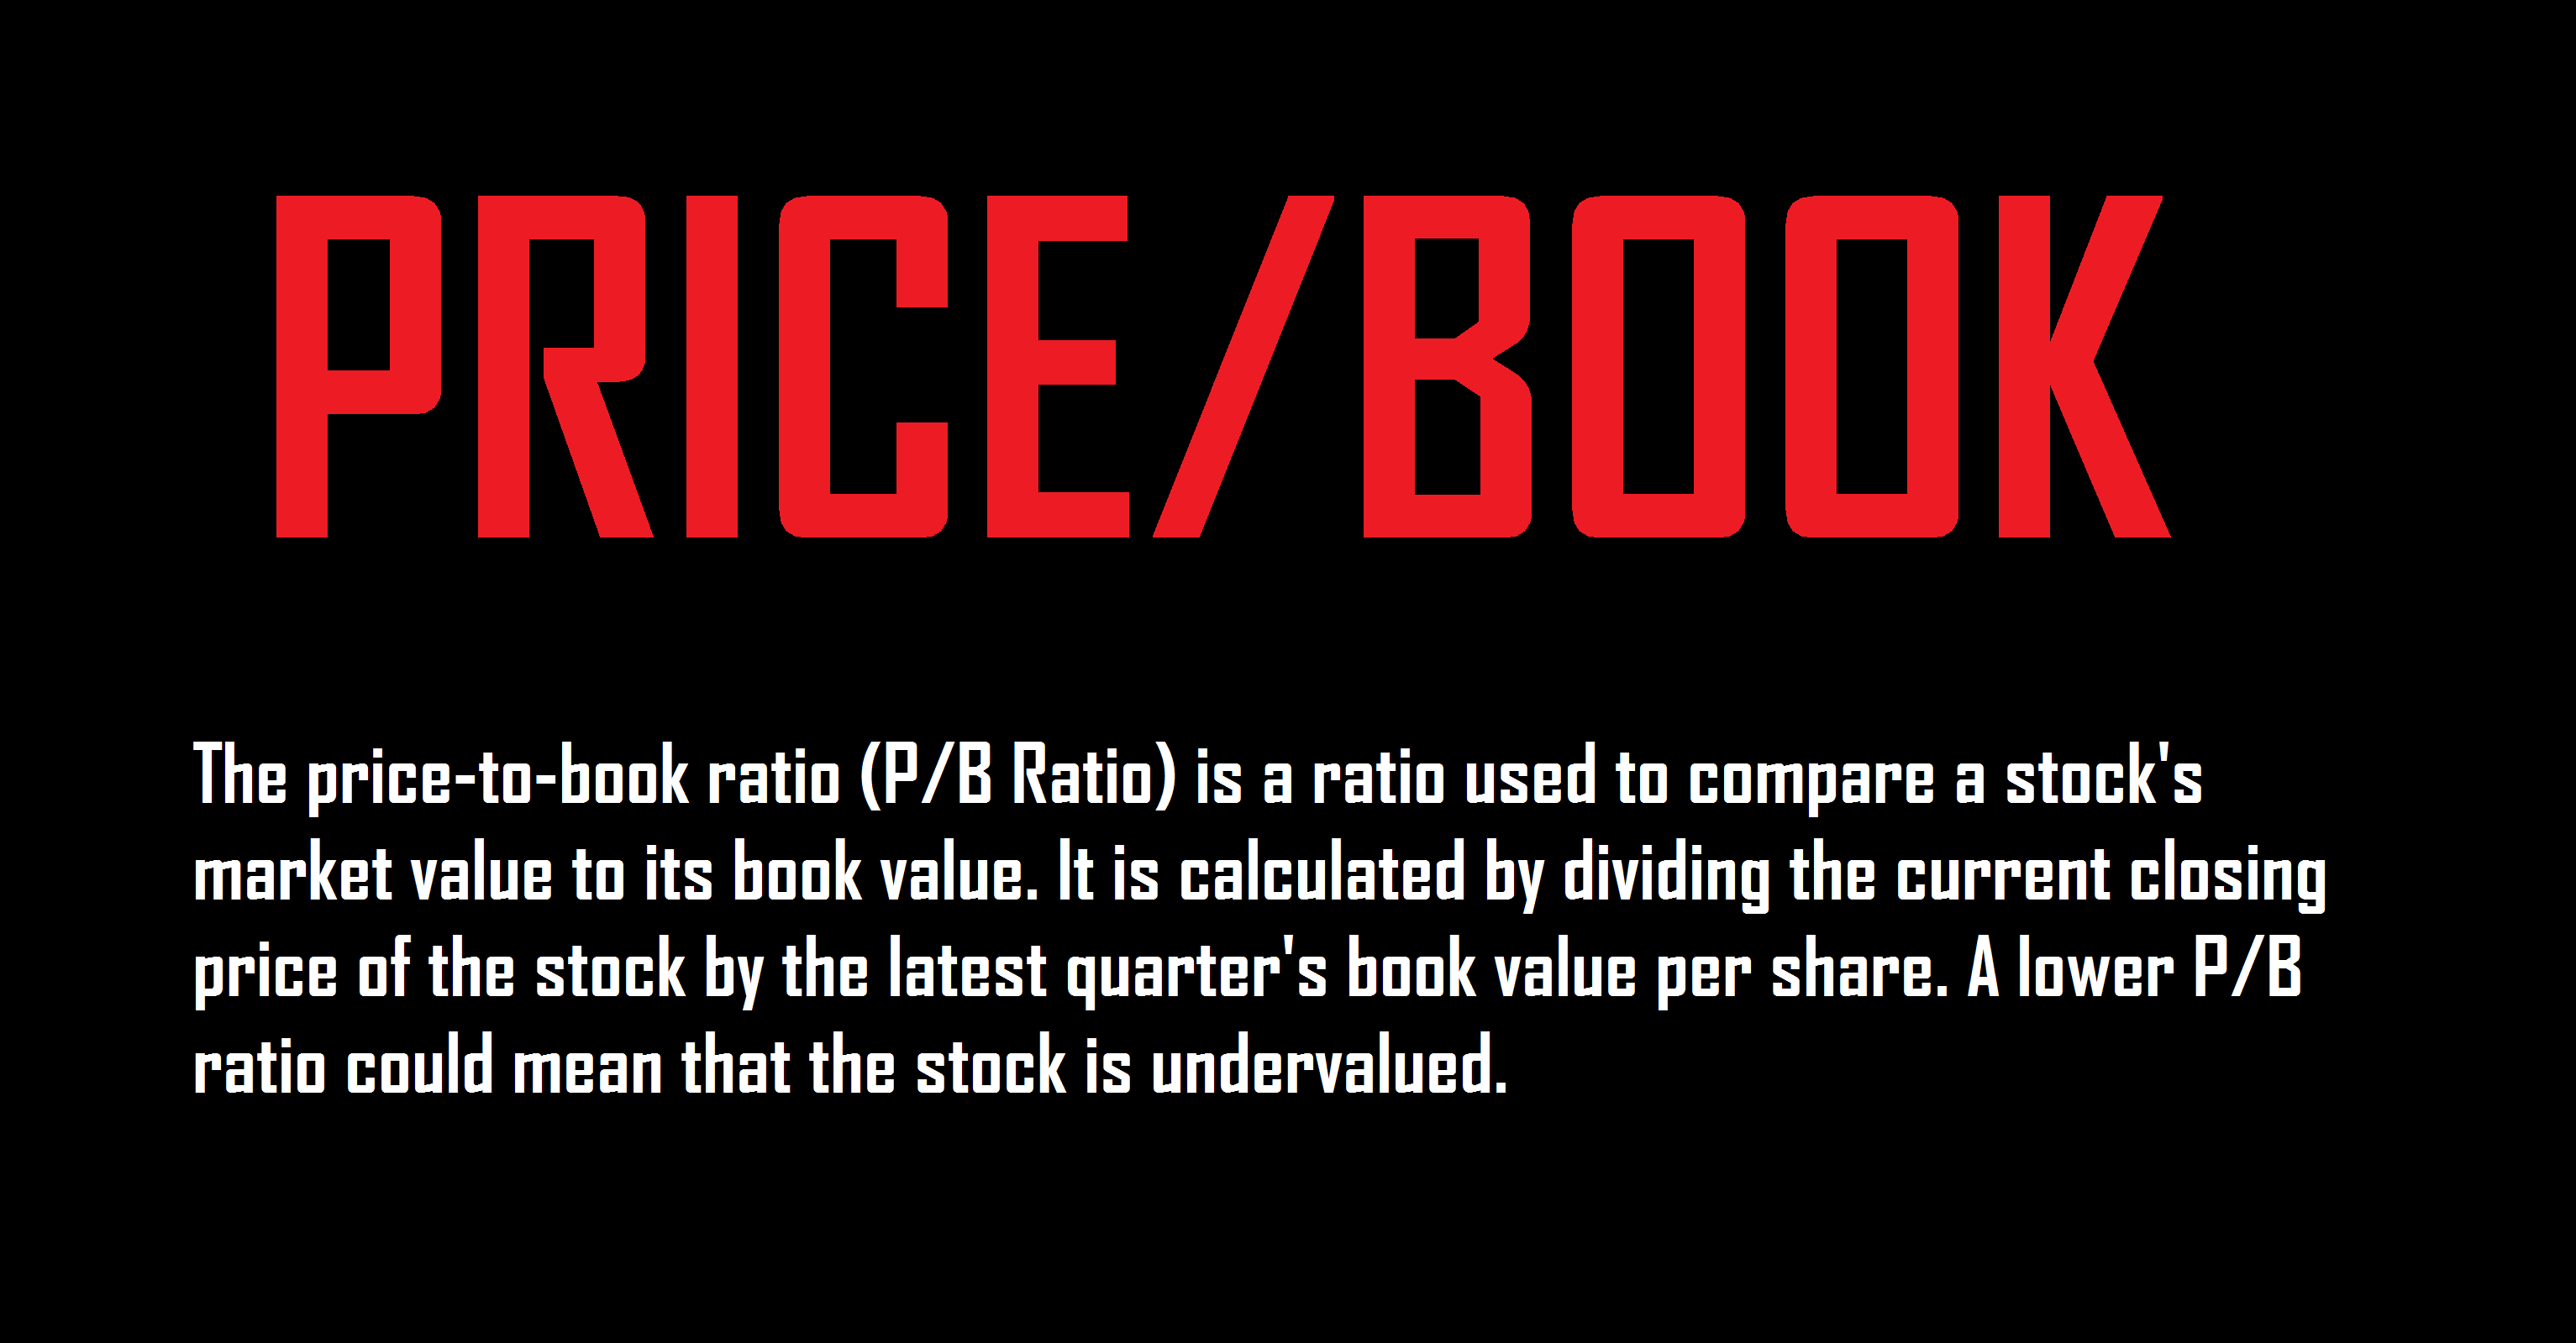 PRICE/BOOK
The price-to-book ratio (P/B Ratio) is a ratio used to compare a stock's
market value to its book value. It is calculated by dividing the current closing
price of the stock by the latest quarter's book value per share. A lower P/B
ratio could mean that the stock is undervalued.